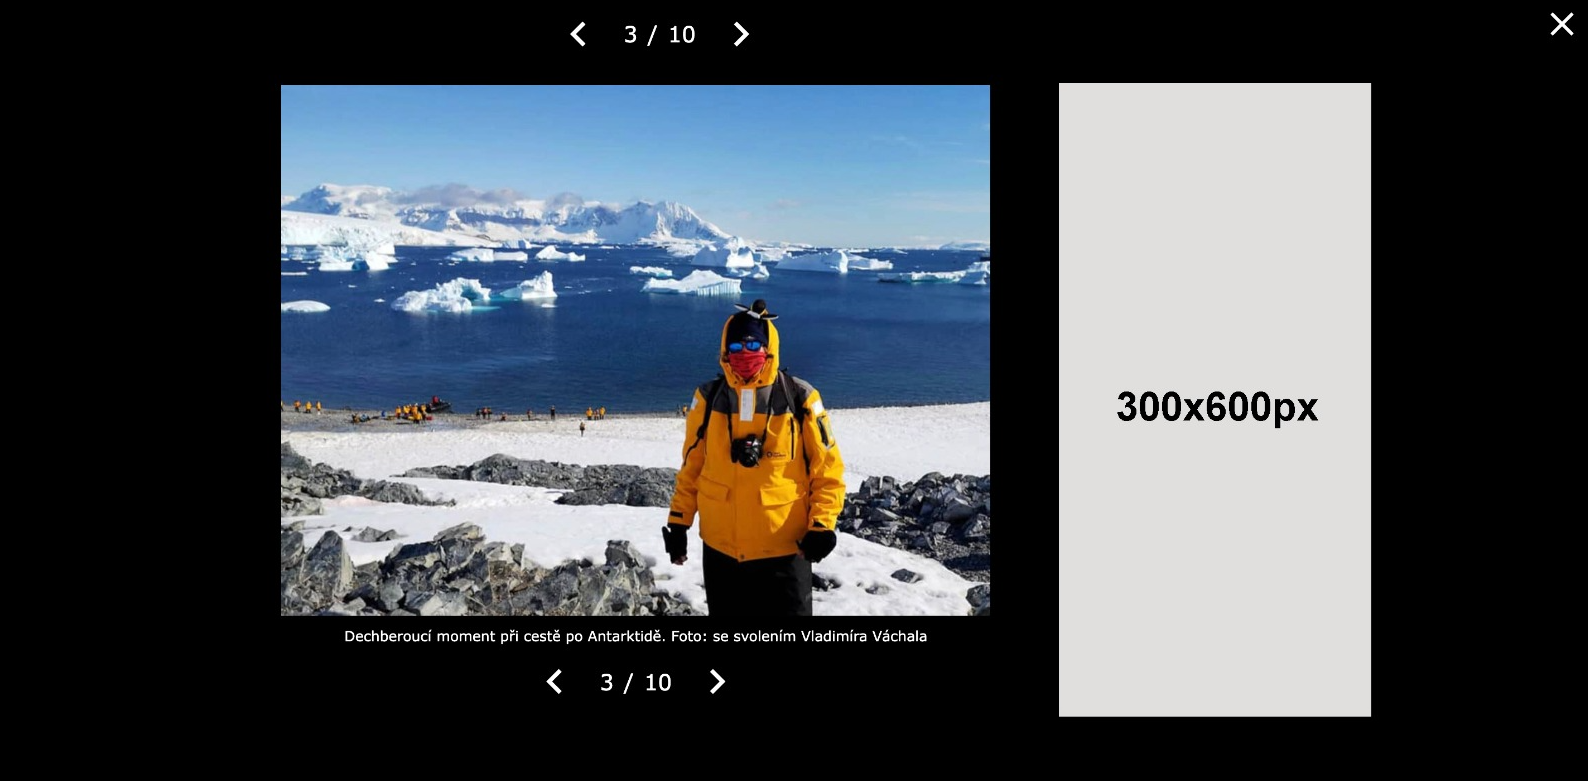 3 / 10
300x600px
Dechberoucí moment při cestě po Antarktidě. Foto: se svolením Vladimíra Váchala
3 / 10